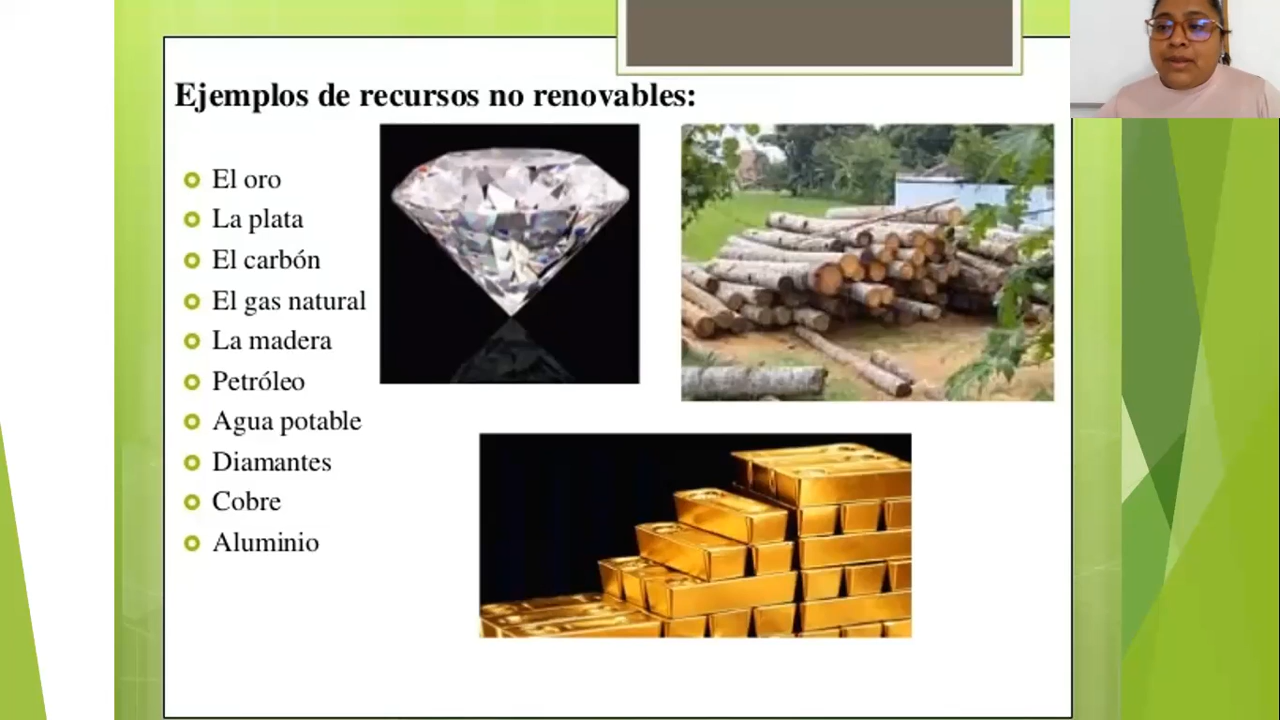 Ejemplos de recursos no renovables:
El oro
La plata
El carbón
El gas natural
La madera
Petróleo
Agua potable
Diamantes
Cobre
Aluminio